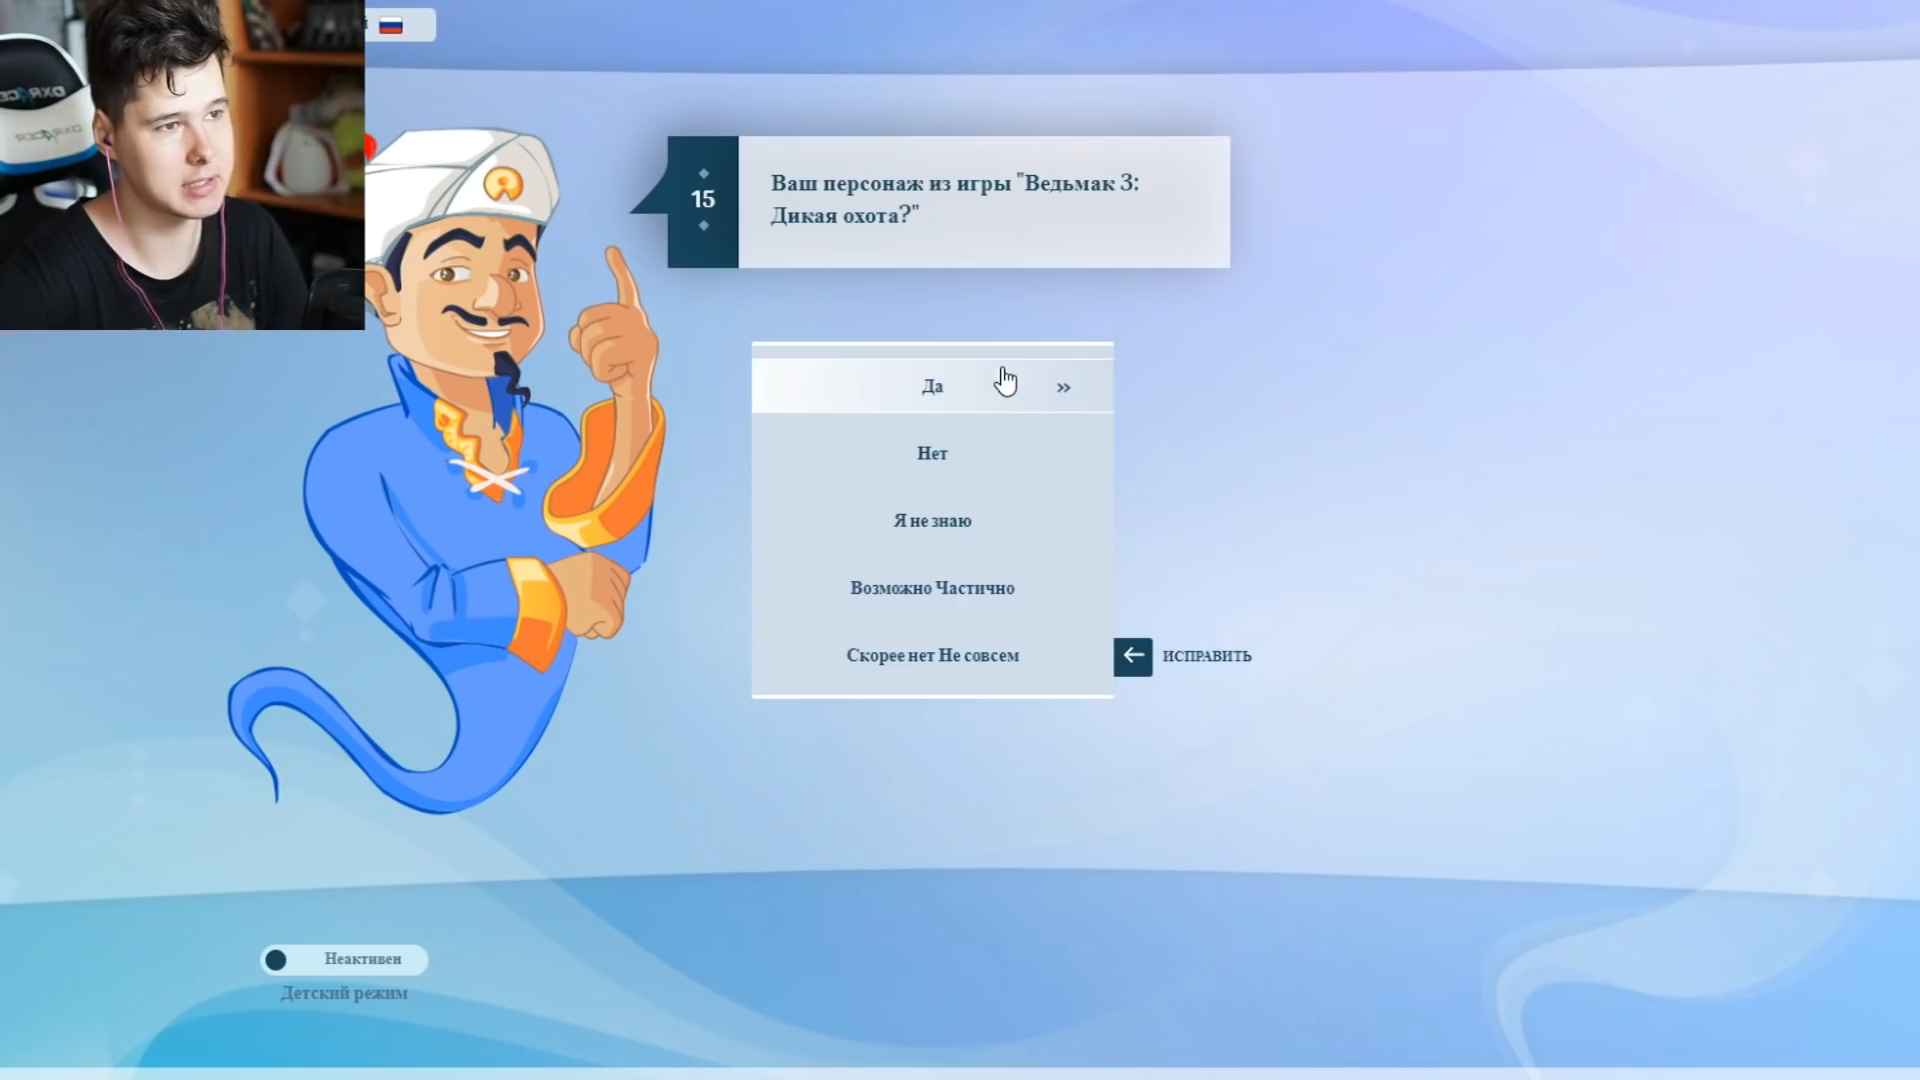 15
Ваш персонаж из игры "Ведьмак 3:
Дикая охота?"
Да »
Нет
Я не знаю
Возможно Частично
Скорее нет Не совсем
ИСПРАВИТЬ
Неактивен
Детский режим